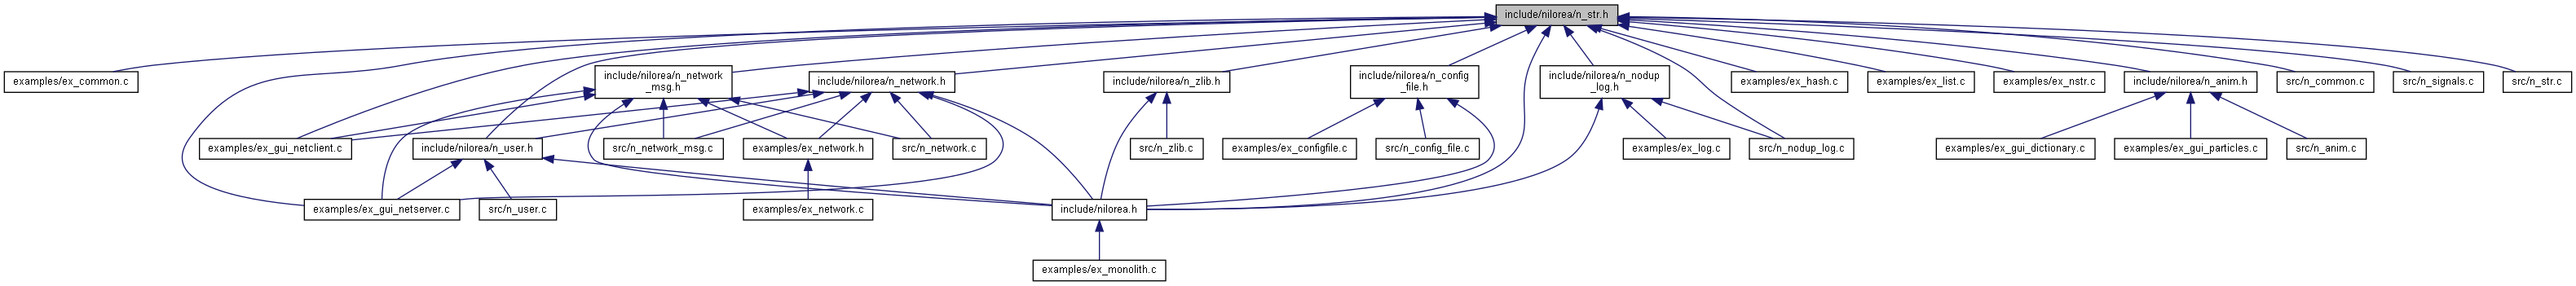 include/nilorea/n_str.h
examples/ex_common.c
include/nilorea/n_network
_msg.h
include/nilorea/n_network.h
include/nilorea/n_zlib.h
include/nilorea/n_config
_file.h
include/nilorea/n_nodup
_log.h
examples/ex_hash.c
examples/ex_list.c
examples/ex_nstr.c
include/nilorea/n_anim.h
src/n_common.c
src/n_signals.c
src/n_str.c
examples/ex_gui_netclient.c
include/nilorea/n_user.h
src/n_network_msg.c
examples/ex_network.h
src/n_network.c
src/n_zlib.c
examples/ex_configfile.c
src/n_config_file.c
examples/ex_log.c
src/n_nodup_log.c
examples/ex_gui_dictionary.c
examples/ex_gui_particles.c
src/n_anim.c
examples/ex_gui_netserver.c
src/n_user.c
examples/ex_network.c
include/nilorea.h
examples/ex_monolith.c